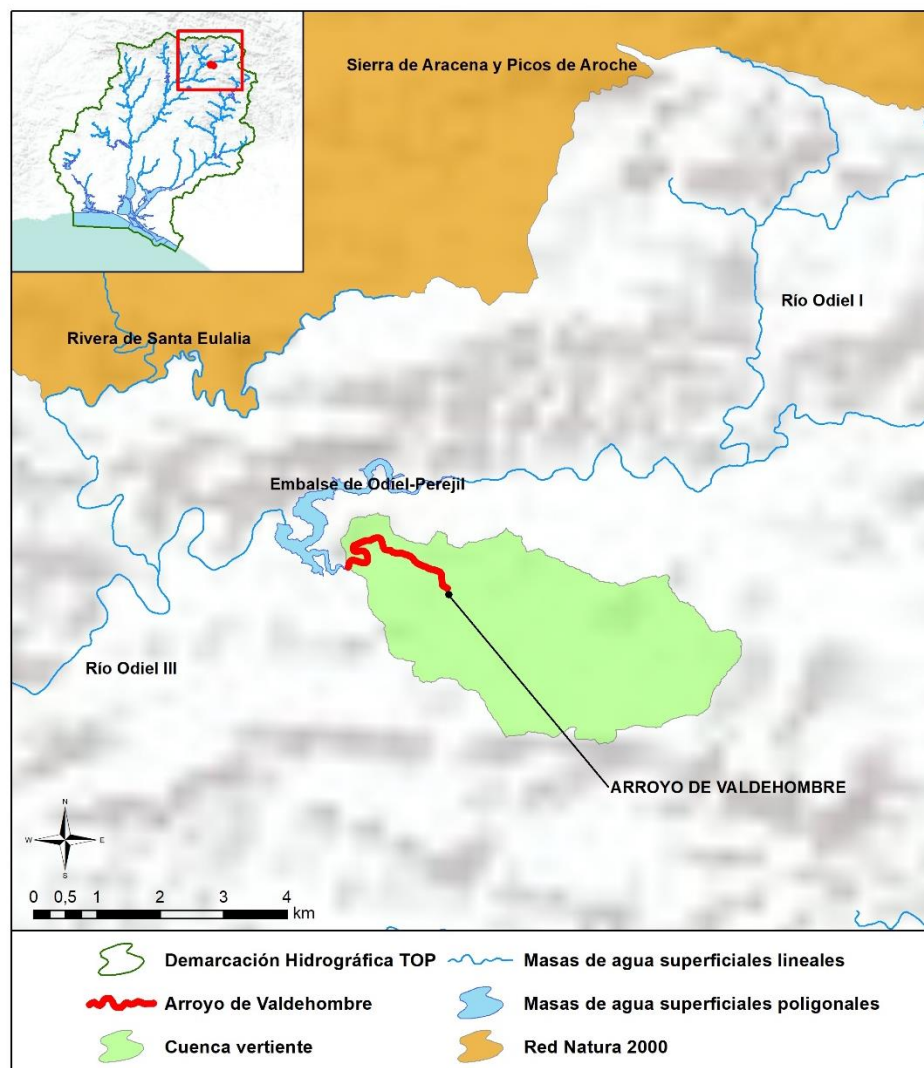 Sierra de Aracena y Picos de Aroche
Río Odiel I
Rivera de Santa Eulalia
Embalse de Odiel-Perejil
Río Odiel III
ARROYO DE VALDEHOMBRE
N
W E
S
0 0,5 1 2 3 4
km
Demarcación Hidrográfica TOP
Masas de agua superficiales lineales
Arroyo de Valdehombre
Masas de agua superficiales poligonales
Cuenca vertiente
Red Natura 2000